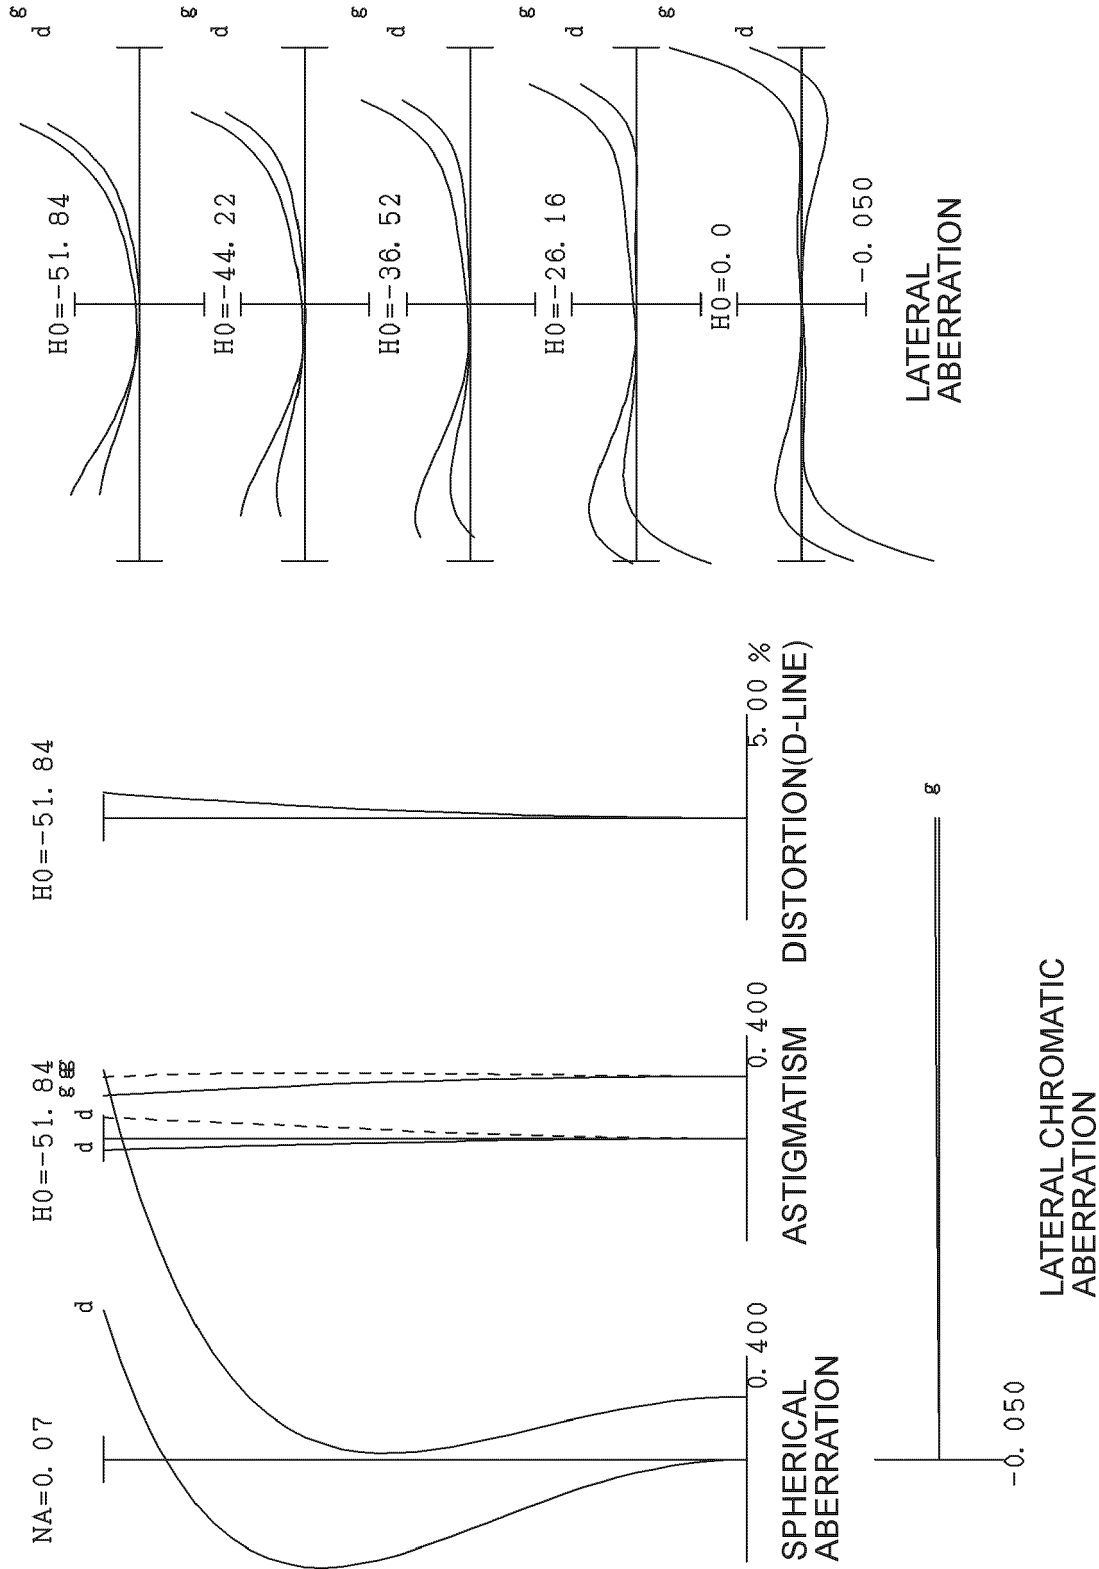 NA=0.07
d
0.400
SPHERICAL
ABERRATION
H0=-51.84
d d g gg
0.400
ASTIGMATISM
H0=-51.84
5.00 %
DISTORTION(D-LINE)
-0.050
g
LATERAL CHROMATIC
ABERRATION
H0=-51.84
g
d
H0=-44.22
g
d
H0=-36.52
g
d
H0=-26.16
g
d
H0=0.0
g
d
-0.050
LATERAL
ABERRATION